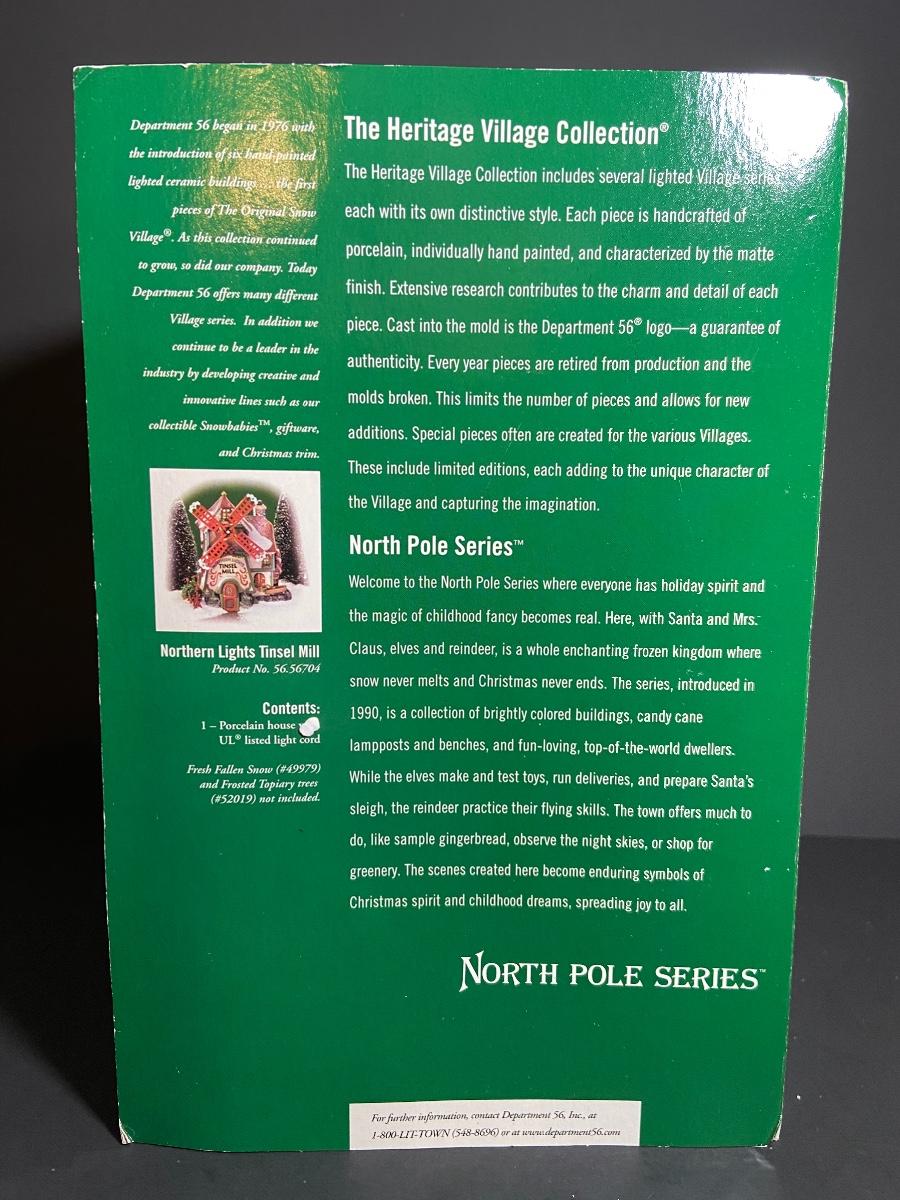 Department 56 began in 1976 with
the introduction of six hand-painted
lighted ceramic buildings the first
pieces of The Original Snow
Village®. As this collection continued
to grow, so did our company. Today
Department 56 offers many different
Village series. In addition we
continue to be a leader in the
industry by developing creative and
innovative lines such as our
collectible Snowbabies™, giftware,
and Christmas trim.
TINSEL
MILL
Northern Lights Tinsel Mill
Product No. 56.56704
Contents:
1 – Porcelain house
UL® listed light cord
Fresh Fallen Snow (#49979)
and Frosted Topiary trees
(#52019) not included.
The Heritage Village Collection®
The Heritage Village Collection includes several lighted Village series
each with its own distinctive style. Each piece is handcrafted of
porcelain, individually hand painted, and characterized by the matte
finish. Extensive research contributes to the charm and detail of each
piece. Cast into the mold is the Department 56® logo—a guarantee of
authenticity. Every year pieces are retired from production and the
molds broken. This limits the number of pieces and allows for new
additions. Special pieces often are created for the various Villages.
These include limited editions, each adding to the unique character of
the Village and capturing the imagination.
North Pole Series™
Welcome to the North Pole Series where everyone has holiday spirit and
the magic of childhood fancy becomes real. Here, with Santa and Mrs.
Claus, elves and reindeer, is a whole enchanting frozen kingdom where
snow never melts and Christmas never ends. The series, introduced in
1990, is a collection of brightly colored buildings, candy cane
lampposts and benches, and fun-loving, top-of-the-world dwellers.
While the elves make and test toys, run deliveries, and prepare Santa's
sleigh, the reindeer practice their flying skills. The town offers much to
do, like sample gingerbread, observe the night skies, or shop for
greenery. The scenes created here become enduring symbols of
Christmas spirit and childhood dreams, spreading joy to all.
NORTH POLE SERIES™
For further information, contact Department 56, Inc., at
1-800-LIT-TOWN (548-8696) or at www.department56.com